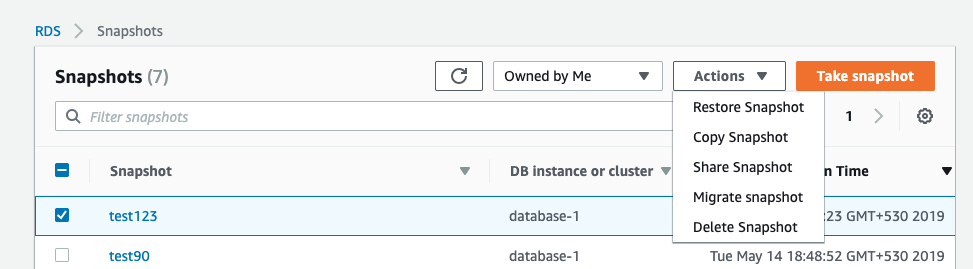 RDS > Snapshots
Snapshots (7) Owned by Me Actions Take snapshot
Filter snapshots 1
Restore Snapshot
Copy Snapshot
Share Snapshot
Migrate snapshot
Delete Snapshot
Snapshot DB instance or cluster n Time
test123 database-1 :23 GMT+530 2019
test90 database-1 Tue May 14 18:48:52 GMT+530 2019